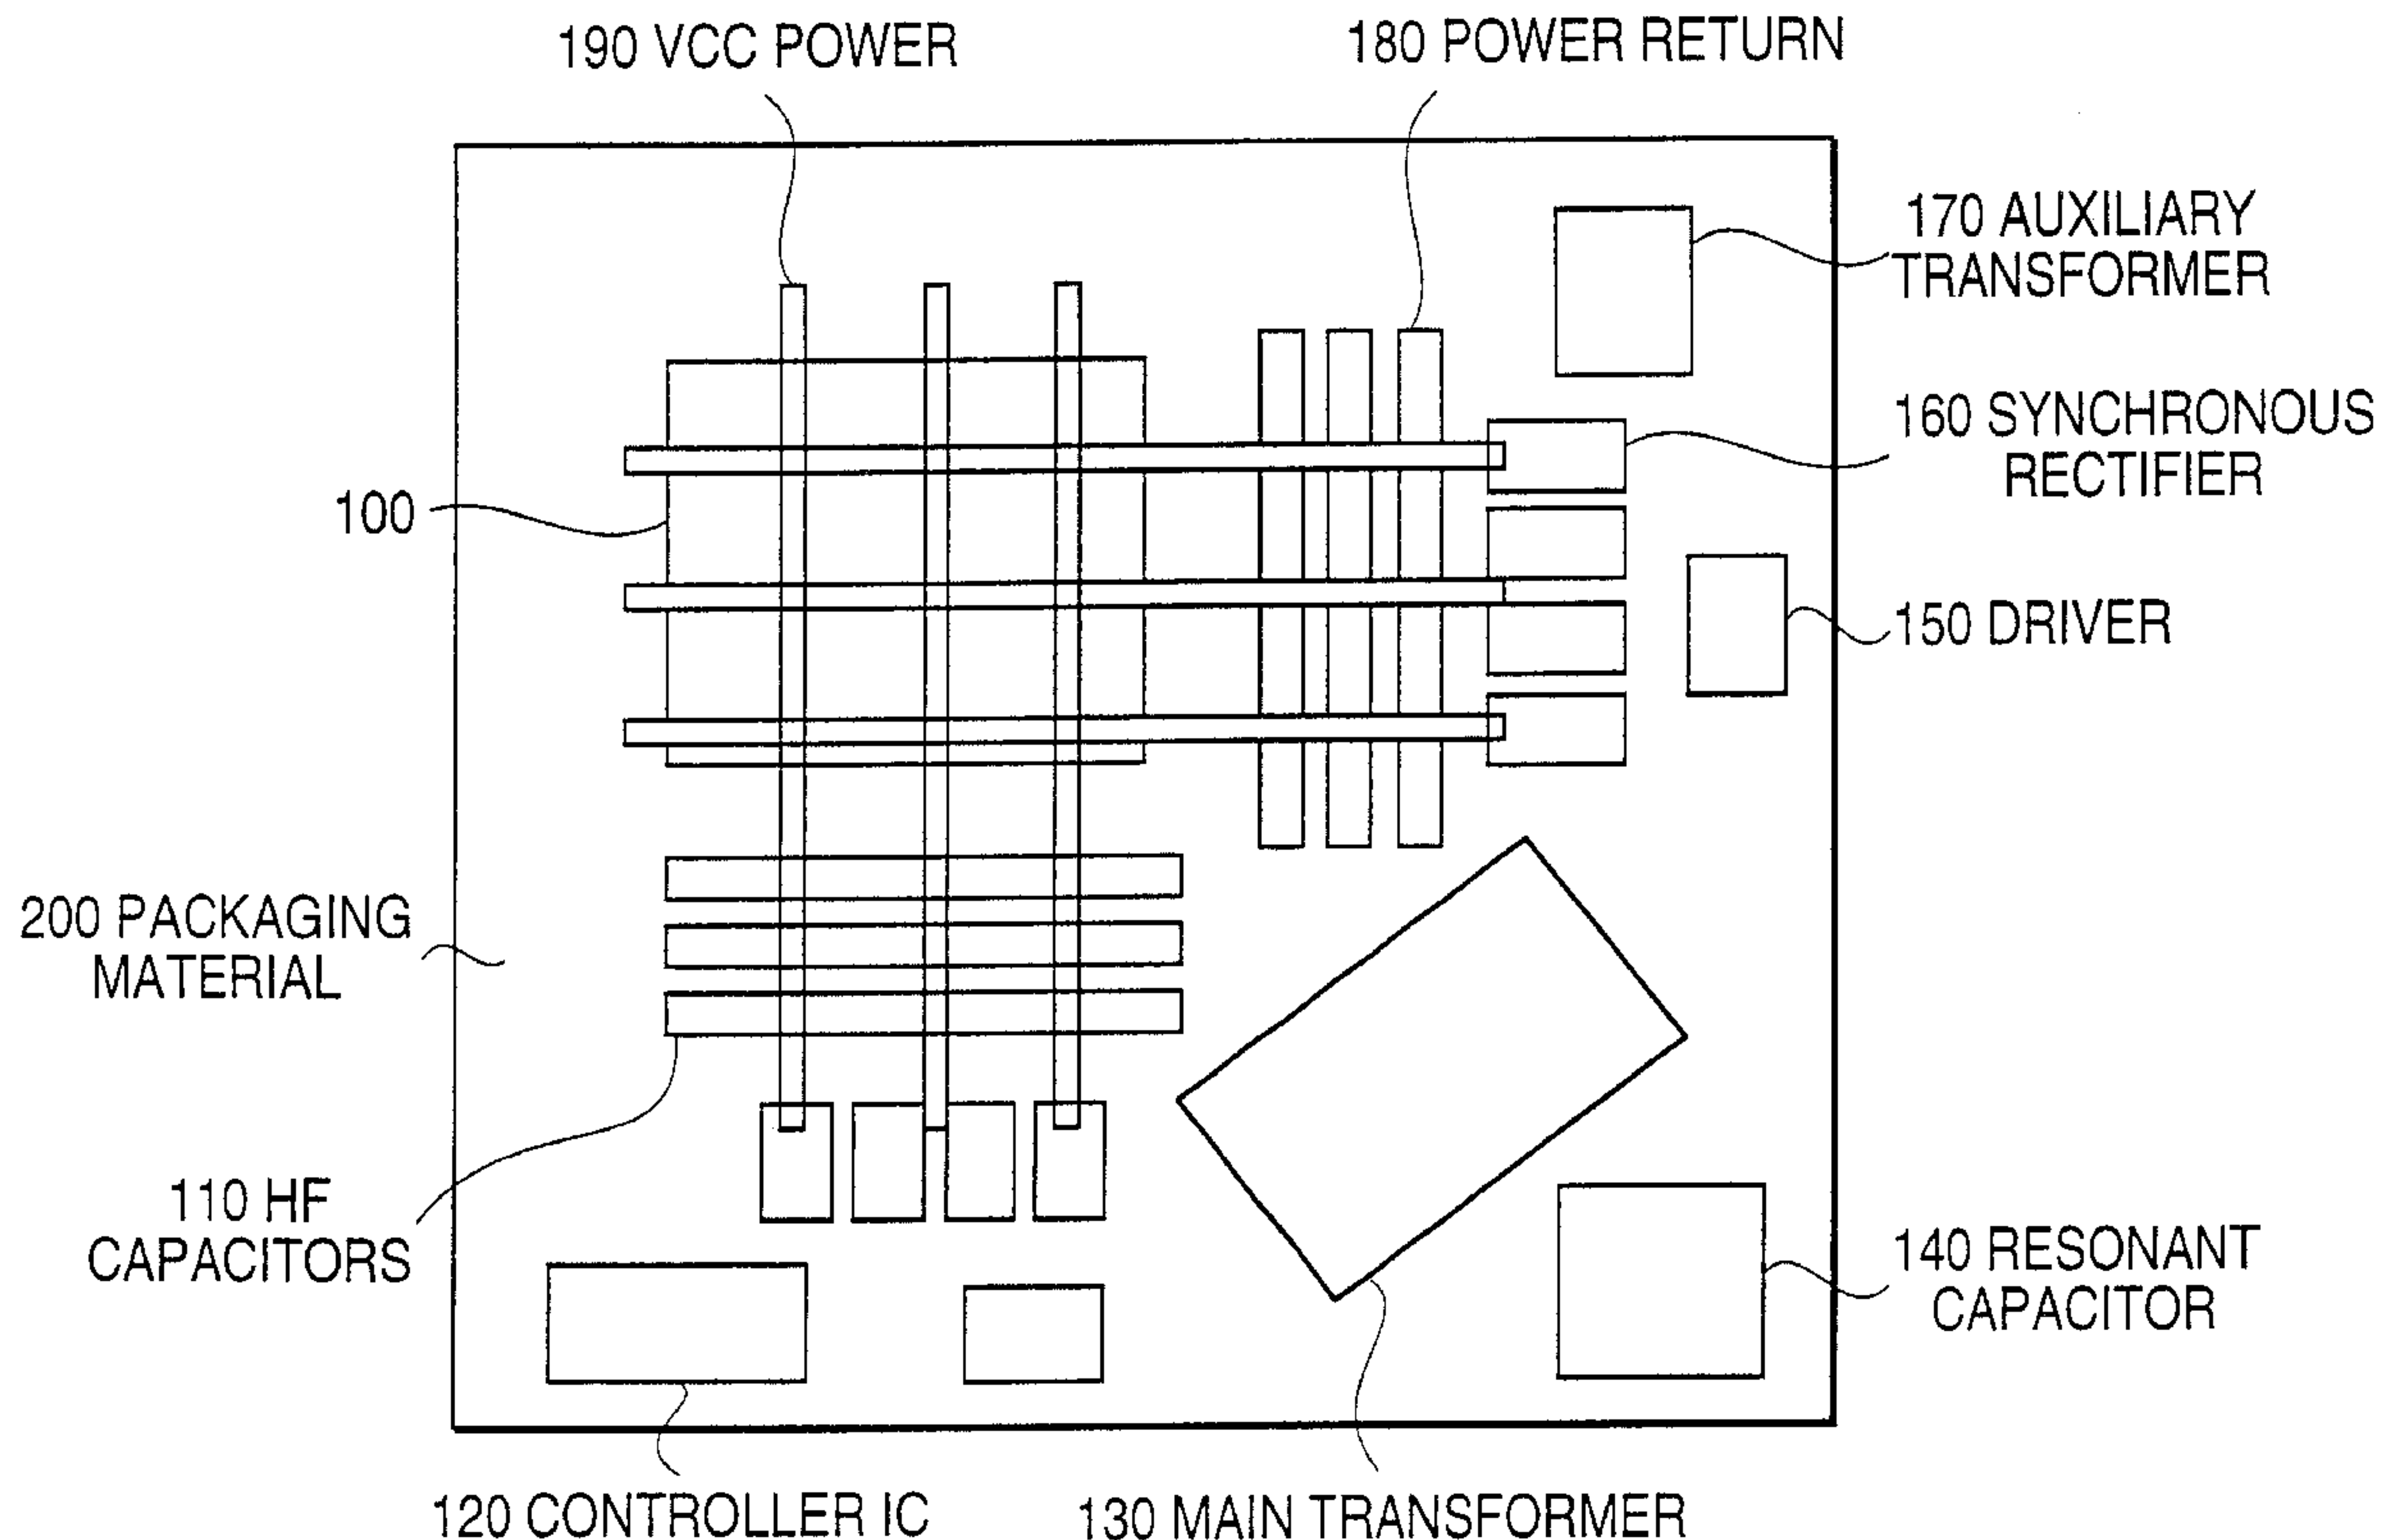 190 VCC POWER
180 POWER RETURN
170 AUXILIARY
TRANSFORMER
160 SYNCHRONOUS
RECTIFIER
100
150 DRIVER
200 PACKAGING
MATERIAL
110 HF
CAPACITORS
140 RESONANT
CAPACITOR
120 CONTROLLER IC
130 MAIN TRANSFORMER